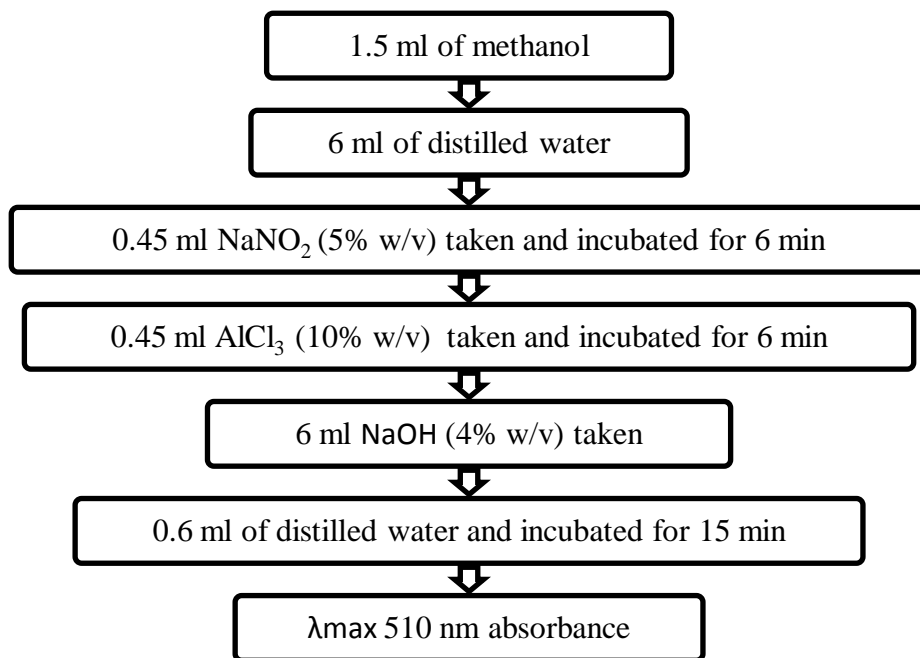 1.5 ml of methanol
6 ml of distilled water
0.45 ml NaNO₂ (5% w/v) taken and incubated for 6 min
0.45 ml AlCl₃ (10% w/v) taken and incubated for 6 min
6 ml NaOH (4% w/v) taken
0.6 ml of distilled water and incubated for 15 min
λmax 510 nm absorbance